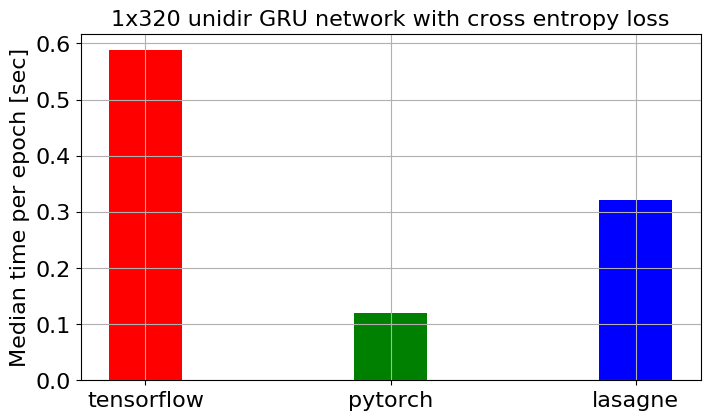 1x320 unidir GRU network with cross entropy loss
Median time per epoch [sec]
0.6
0.5
0.4
0.3
0.2
0.1
0.0
tensorflow pytorch lasagne